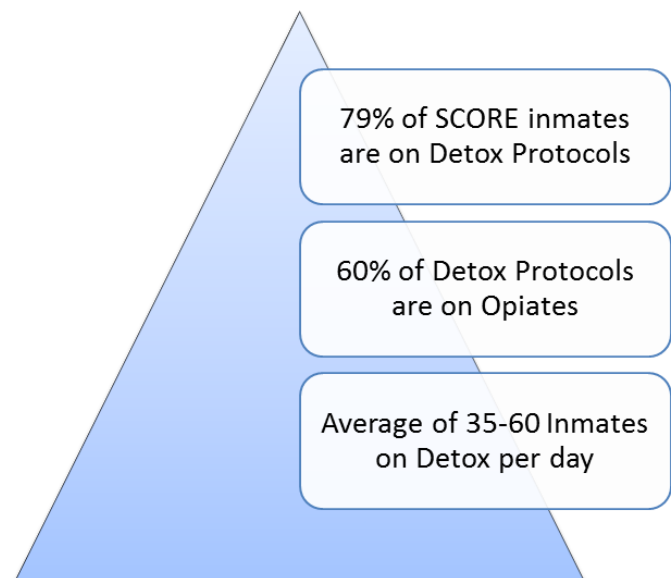 79% of SCORE inmates
are on Detox Protocols
60% of Detox Protocols
are on Opiates
Average of 35-60 Inmates
on Detox per day